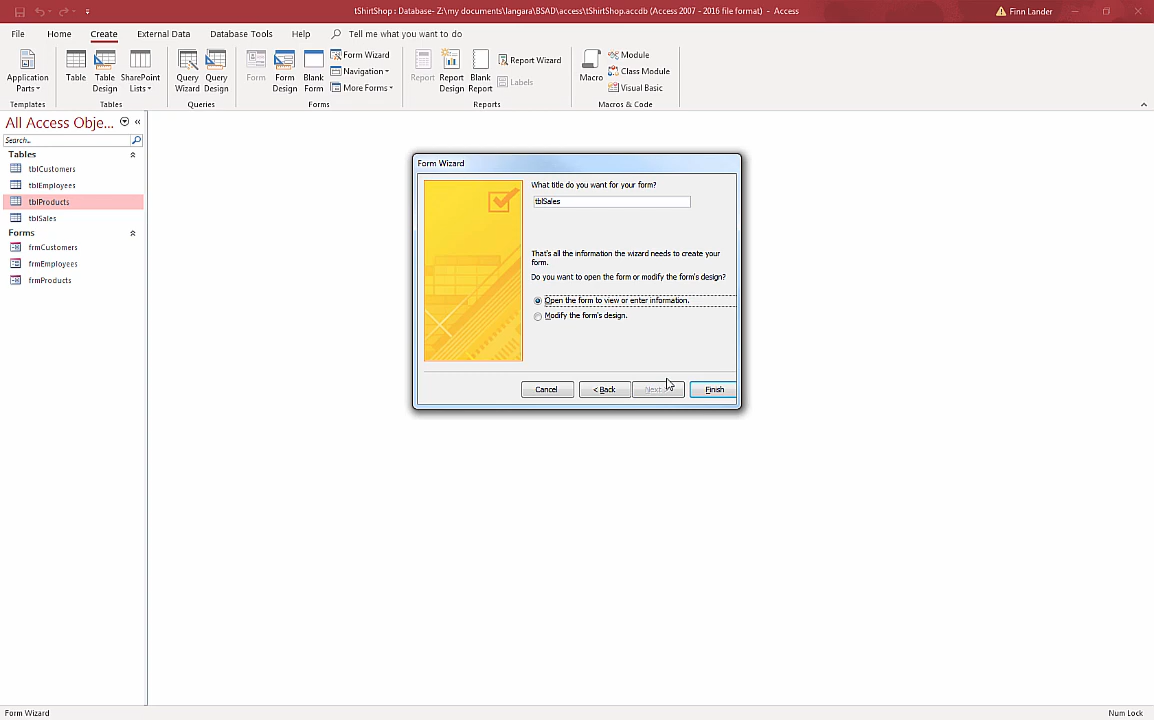 tShirtShop : Database- Z:\my documents\langara\BSAD\access\tShirtShop.accdb (Access 2007 - 2016 file format) - Access
Finn Lander
File Home Create External Data Database Tools Help Tell me what you want to do
Application Parts
Table
Table Design
SharePoint Lists
Query Wizard
Query Design
Form
Form Design
Blank Form
Form Wizard
Navigation
More Forms
Report
Report Design
Blank Report
Report Wizard
Labels
Macro
Module
Class Module
Visual Basic
Templates Tables Queries Forms Reports Macros & Code
All Access Obje...
Search...
Tables
tblCustomers
tblEmployees
tblProducts
tblSales
Forms
frmCustomers
frmEmployees
frmProducts
Form Wizard
What title do you want for your form?
tblSales
That's all the information the wizard needs to create your
form.
Do you want to open the form or modify the form's design?
Open the form to view or enter information.
Modify the form's design.
Cancel < Back Next Finish
Form Wizard
Num Lock